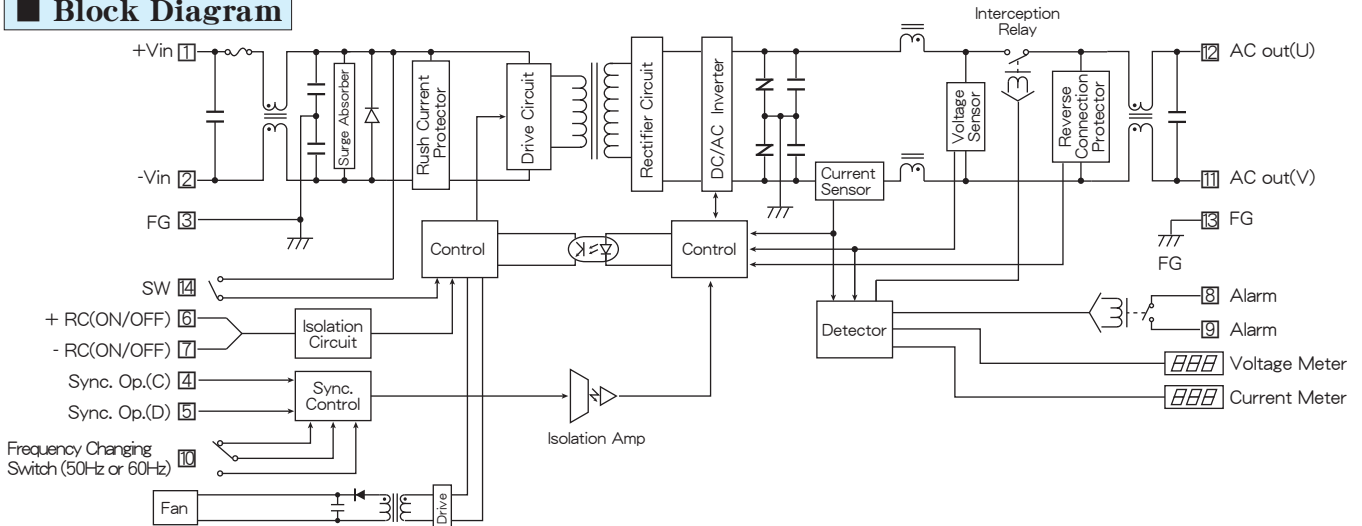 ■ Block Diagram
Interception
Relay
+Vin 1
12 AC out(U)
Surge Absorber
Rush Current
Protector
Drive Circuit
Rectifier Circuit
DC/AC Inverter
Voltage
Sensor
Reverse
Connection
Protector
-Vin 2
Current
Sensor
11 AC out(V)
FG 3
13 FG
FG
Control
Control
SW 14
8 Alarm
+ RC(ON/OFF) 6
Isolation
Circuit
Detector
9 Alarm
- RC(ON/OFF) 7
888 Voltage Meter
Sync. Op.(C) 4
Sync.
Control
888 Current Meter
Sync. Op.(D) 5
Isolation Amp
Frequency Changing
Switch (50Hz or 60Hz) 10
Fan
Drive